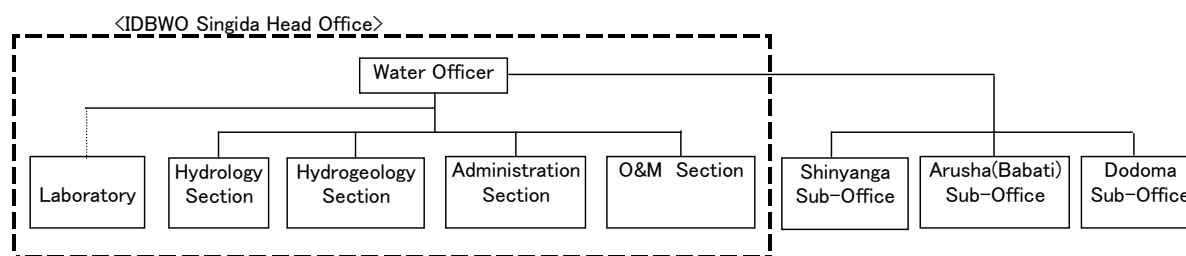 <IDBWO Singida Head Office>
Water Officer
Laboratory
Hydrology
Section
Hydrogeology
Section
Administration
Section
O&M Section
Shinyanga
Sub-Office
Arusha(Babati)
Sub-Office
Dodoma
Sub-Office